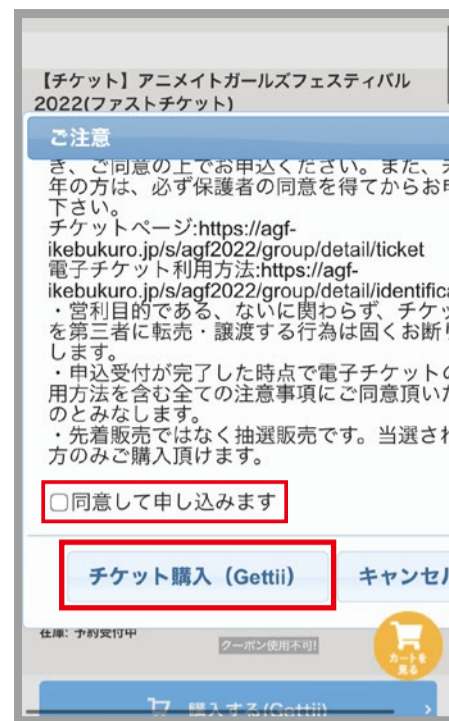 【チケット】アニメイトガールズフェスティバル
2022(ファストチケット)
ご注意
き、ご同意の上でお申込ください。また、
年の方は、必ず保護者の同意を得てからお
下さい。
チケットページ:https://agf-
ikebukuro.jp/s/agf2022/group/detail/ticket
電子チケット利用方法:https://agf-
ikebukuro.jp/s/agf2022/group/detail/identific
・営利目的である、ないに関わらず、チケッ
を第三者に転売・譲渡する行為は固くお断
します。
・申込受付が完了した時点で電子チケットの
用方法を含む全ての注意事項にご同意頂いた
のとみなします。
・先着販売ではなく抽選販売です。当選され
方のみご購入頂けます。
同意して申し込みます
チケット購入（Gettii） キャンセル
在庫: 予約受付中
クーポン使用不可!
カートを
見る
購入する(Gettii)